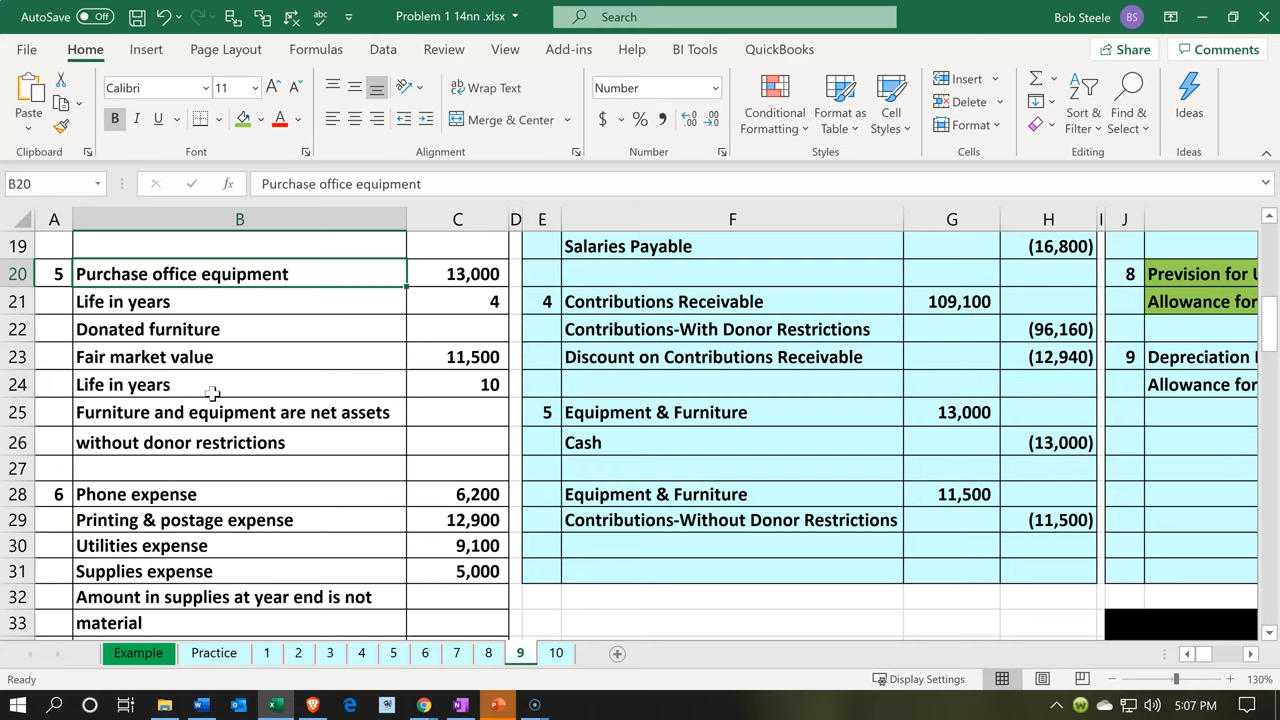 AutoSave Off Problem 1 14nn .xlsx Search Bob Steele BS
File Home Insert Page Layout Formulas Data Review View Add-ins Help BI Tools QuickBooks Share Comments
Paste Calibri 11 Wrap Text Number Conditional Formatting Format as Table Cell Styles Insert Sort & Filter Find & Select Ideas
B I U Merge & Center $ % Delete
Format
Clipboard Font Alignment Number Styles Cells Editing Ideas
B20 fx Purchase office equipment
A B C D E F G H I J
19 Salaries Payable (16,800)
20 5 Purchase office equipment 13,000 8 Prevision for U
21 Life in years 4 4 Contributions Receivable 109,100 Allowance for
22 Donated furniture Contributions-With Donor Restrictions (96,160)
23 Fair market value 11,500 Discount on Contributions Receivable (12,940) 9 Depreciation
24 Life in years 10 Allowance for
25 Furniture and equipment are net assets 5 Equipment & Furniture 13,000
26 without donor restrictions Cash (13,000)
27
28 6 Phone expense 6,200 Equipment & Furniture 11,500
29 Printing & postage expense 12,900 Contributions-Without Donor Restrictions (11,500)
30 Utilities expense 9,100
31 Supplies expense 5,000
32 Amount in supplies at year end is not
33 material
Example Practice 1 2 3 4 5 6 7 8 9 10
Ready Display Settings 130%
5:07 PM